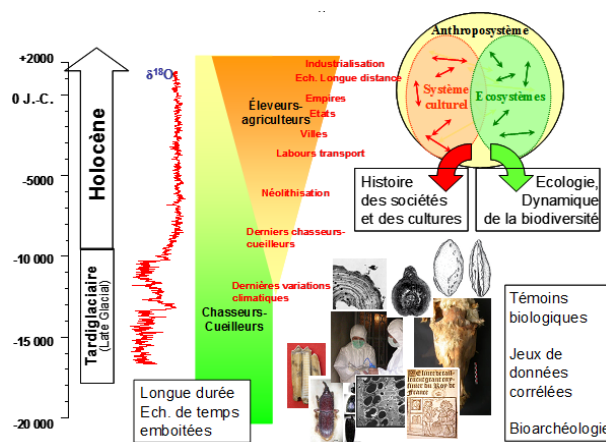 +2000
0 J.-C.
-5000
-10 000
-15 000
-20 000
Holocène
Tardiglaciaire
(Late Glacial)
δ18O
Industrialisation
Ech. Longue distance
Empires
Etats
Villes
Labours transport
Néolithisation
Derniers chasseurs-
cueilleurs
Dernières variations
climatiques
Éleveurs-
agriculteurs
Chasseurs-
Cueilleurs
Longue durée
Ech. de temps
emboitées
Anthroposystème
Système
culturel
Ecosystèmes
Histoire
des sociétés
et des cultures
Ecologie,
Dynamique
de la biodiversité
Témoins
biologiques
Jeux de
données
corrélées
Bioarchéologie